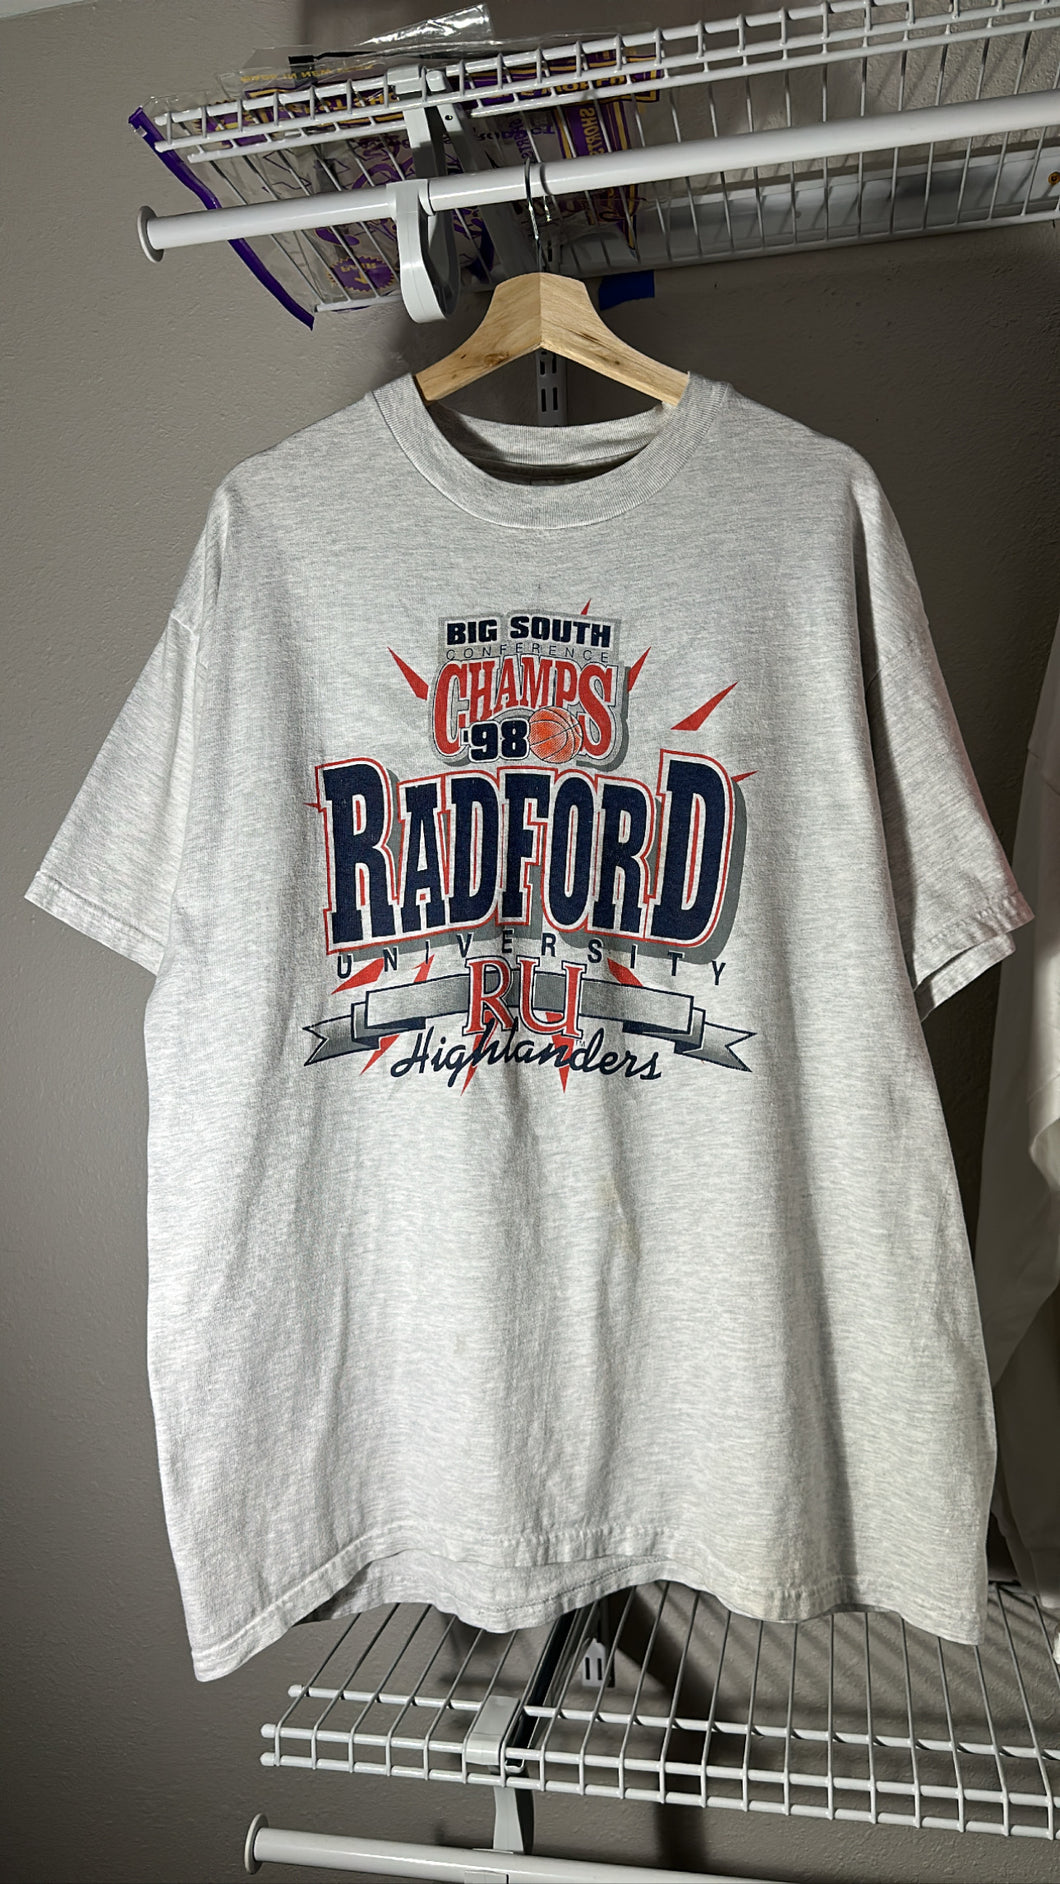 BIG SOUTH
CONFERENCE
CHAMPS
'98
RADFORD
UNIVERSITY
RU
Highlanders